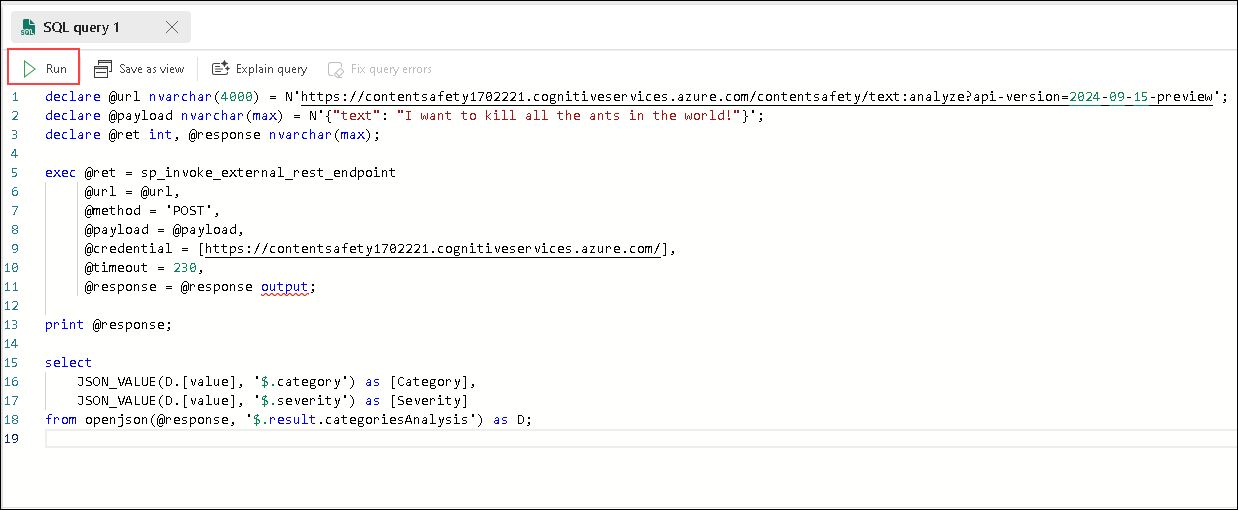 SQL query 1
Run Save as view Explain query Fix query errors
1 declare @url nvarchar(4000) = N'https://contentsafety1702221.cognitiveservices.azure.com/contentsafety/text:analyze?api-version=2024-09-15-preview';
2 declare @payload nvarchar(max) = N'{"text": "I want to kill all the ants in the world!"}';
3 declare @ret int, @response nvarchar(max);
4
5 exec @ret = sp_invoke_external_rest_endpoint
6 @url = @url,
7 @method = 'POST',
8 @payload = @payload,
9 @credential = [https://contentsafety1702221.cognitiveservices.azure.com/],
10 @timeout = 230,
11 @response = @response output;
12
13 print @response;
14
15 select
16 JSON_VALUE(D.[value], '$.category') as [Category],
17 JSON_VALUE(D.[value], '$.severity') as [Severity]
18 from openjson(@response, '$.result.categoriesAnalysis') as D;
19